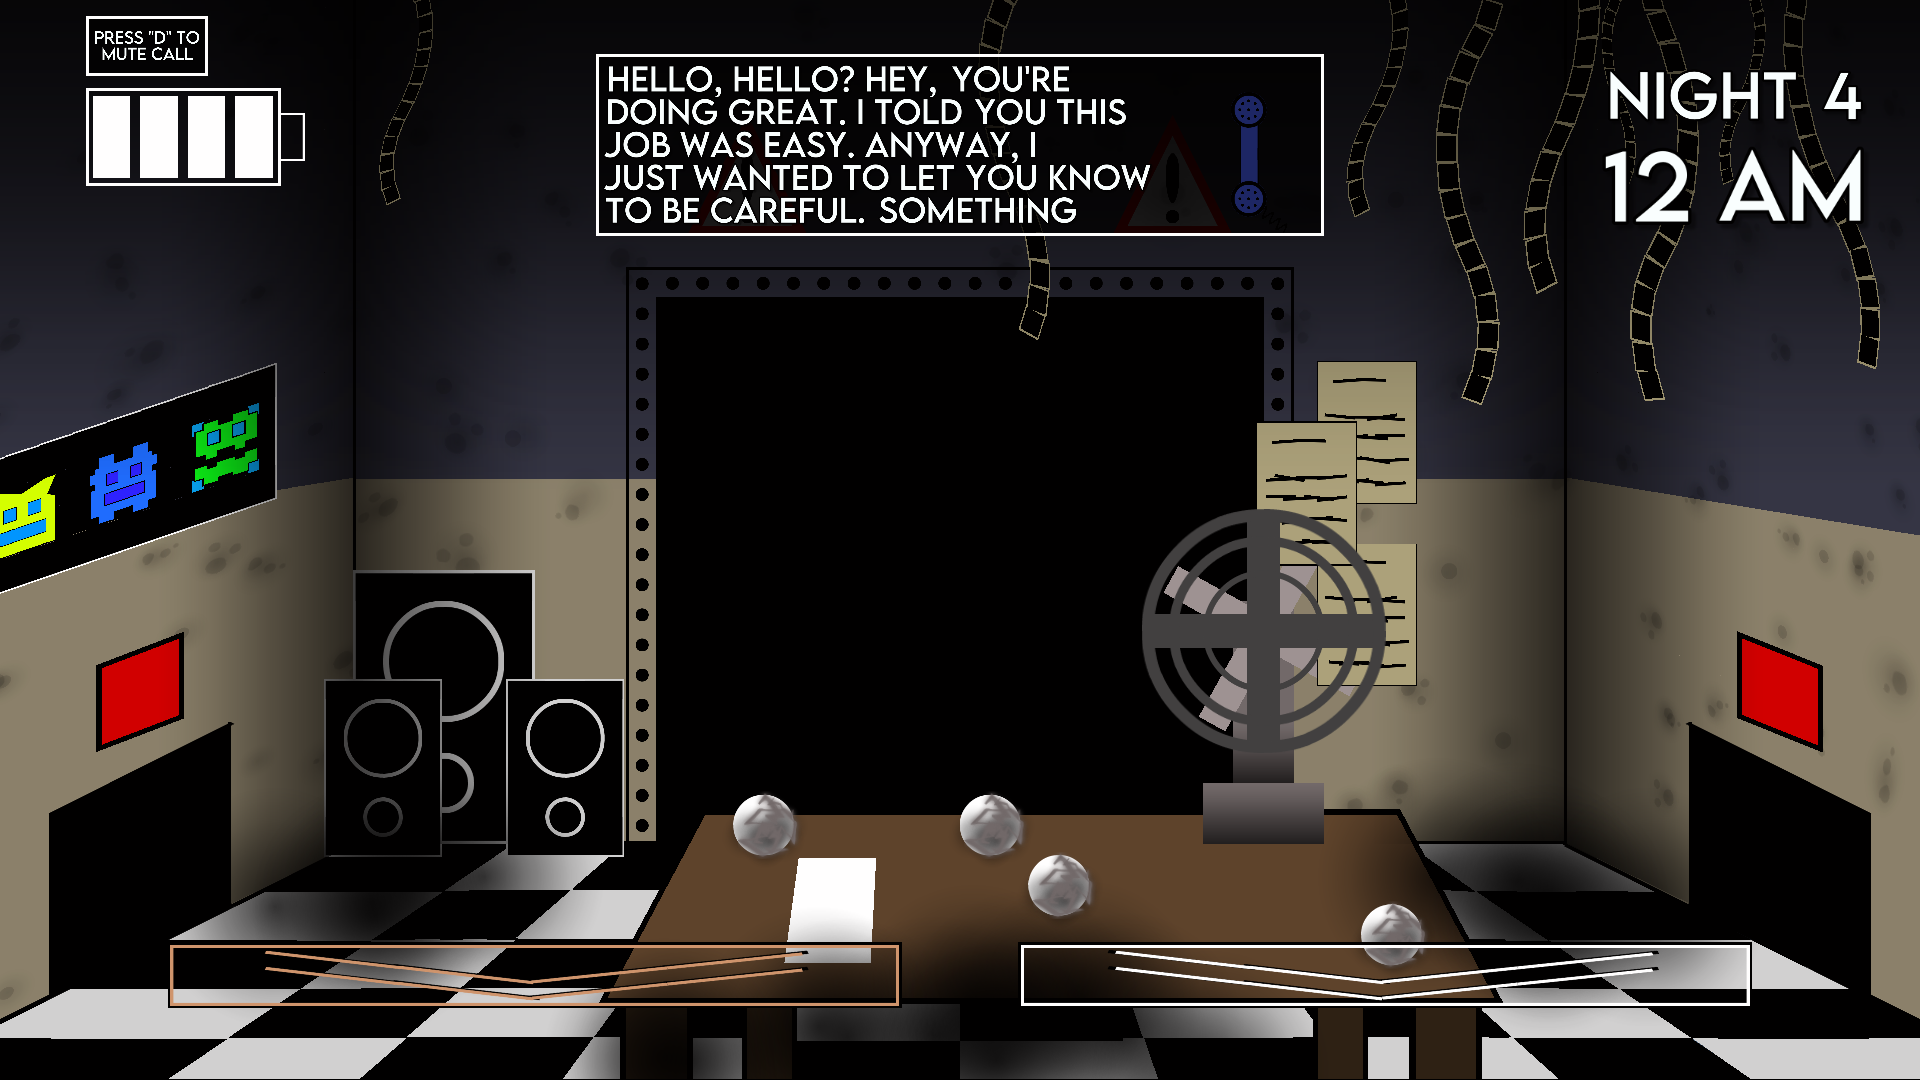 PRESS "D" TO
MUTE CALL
HELLO, HELLO? HEY, YOU'RE
DOING GREAT. I TOLD YOU THIS
JOB WAS EASY. ANYWAY, I
JUST WANTED TO LET YOU KNOW
TO BE CAREFUL. SOMETHING
NIGHT 4
12 AM